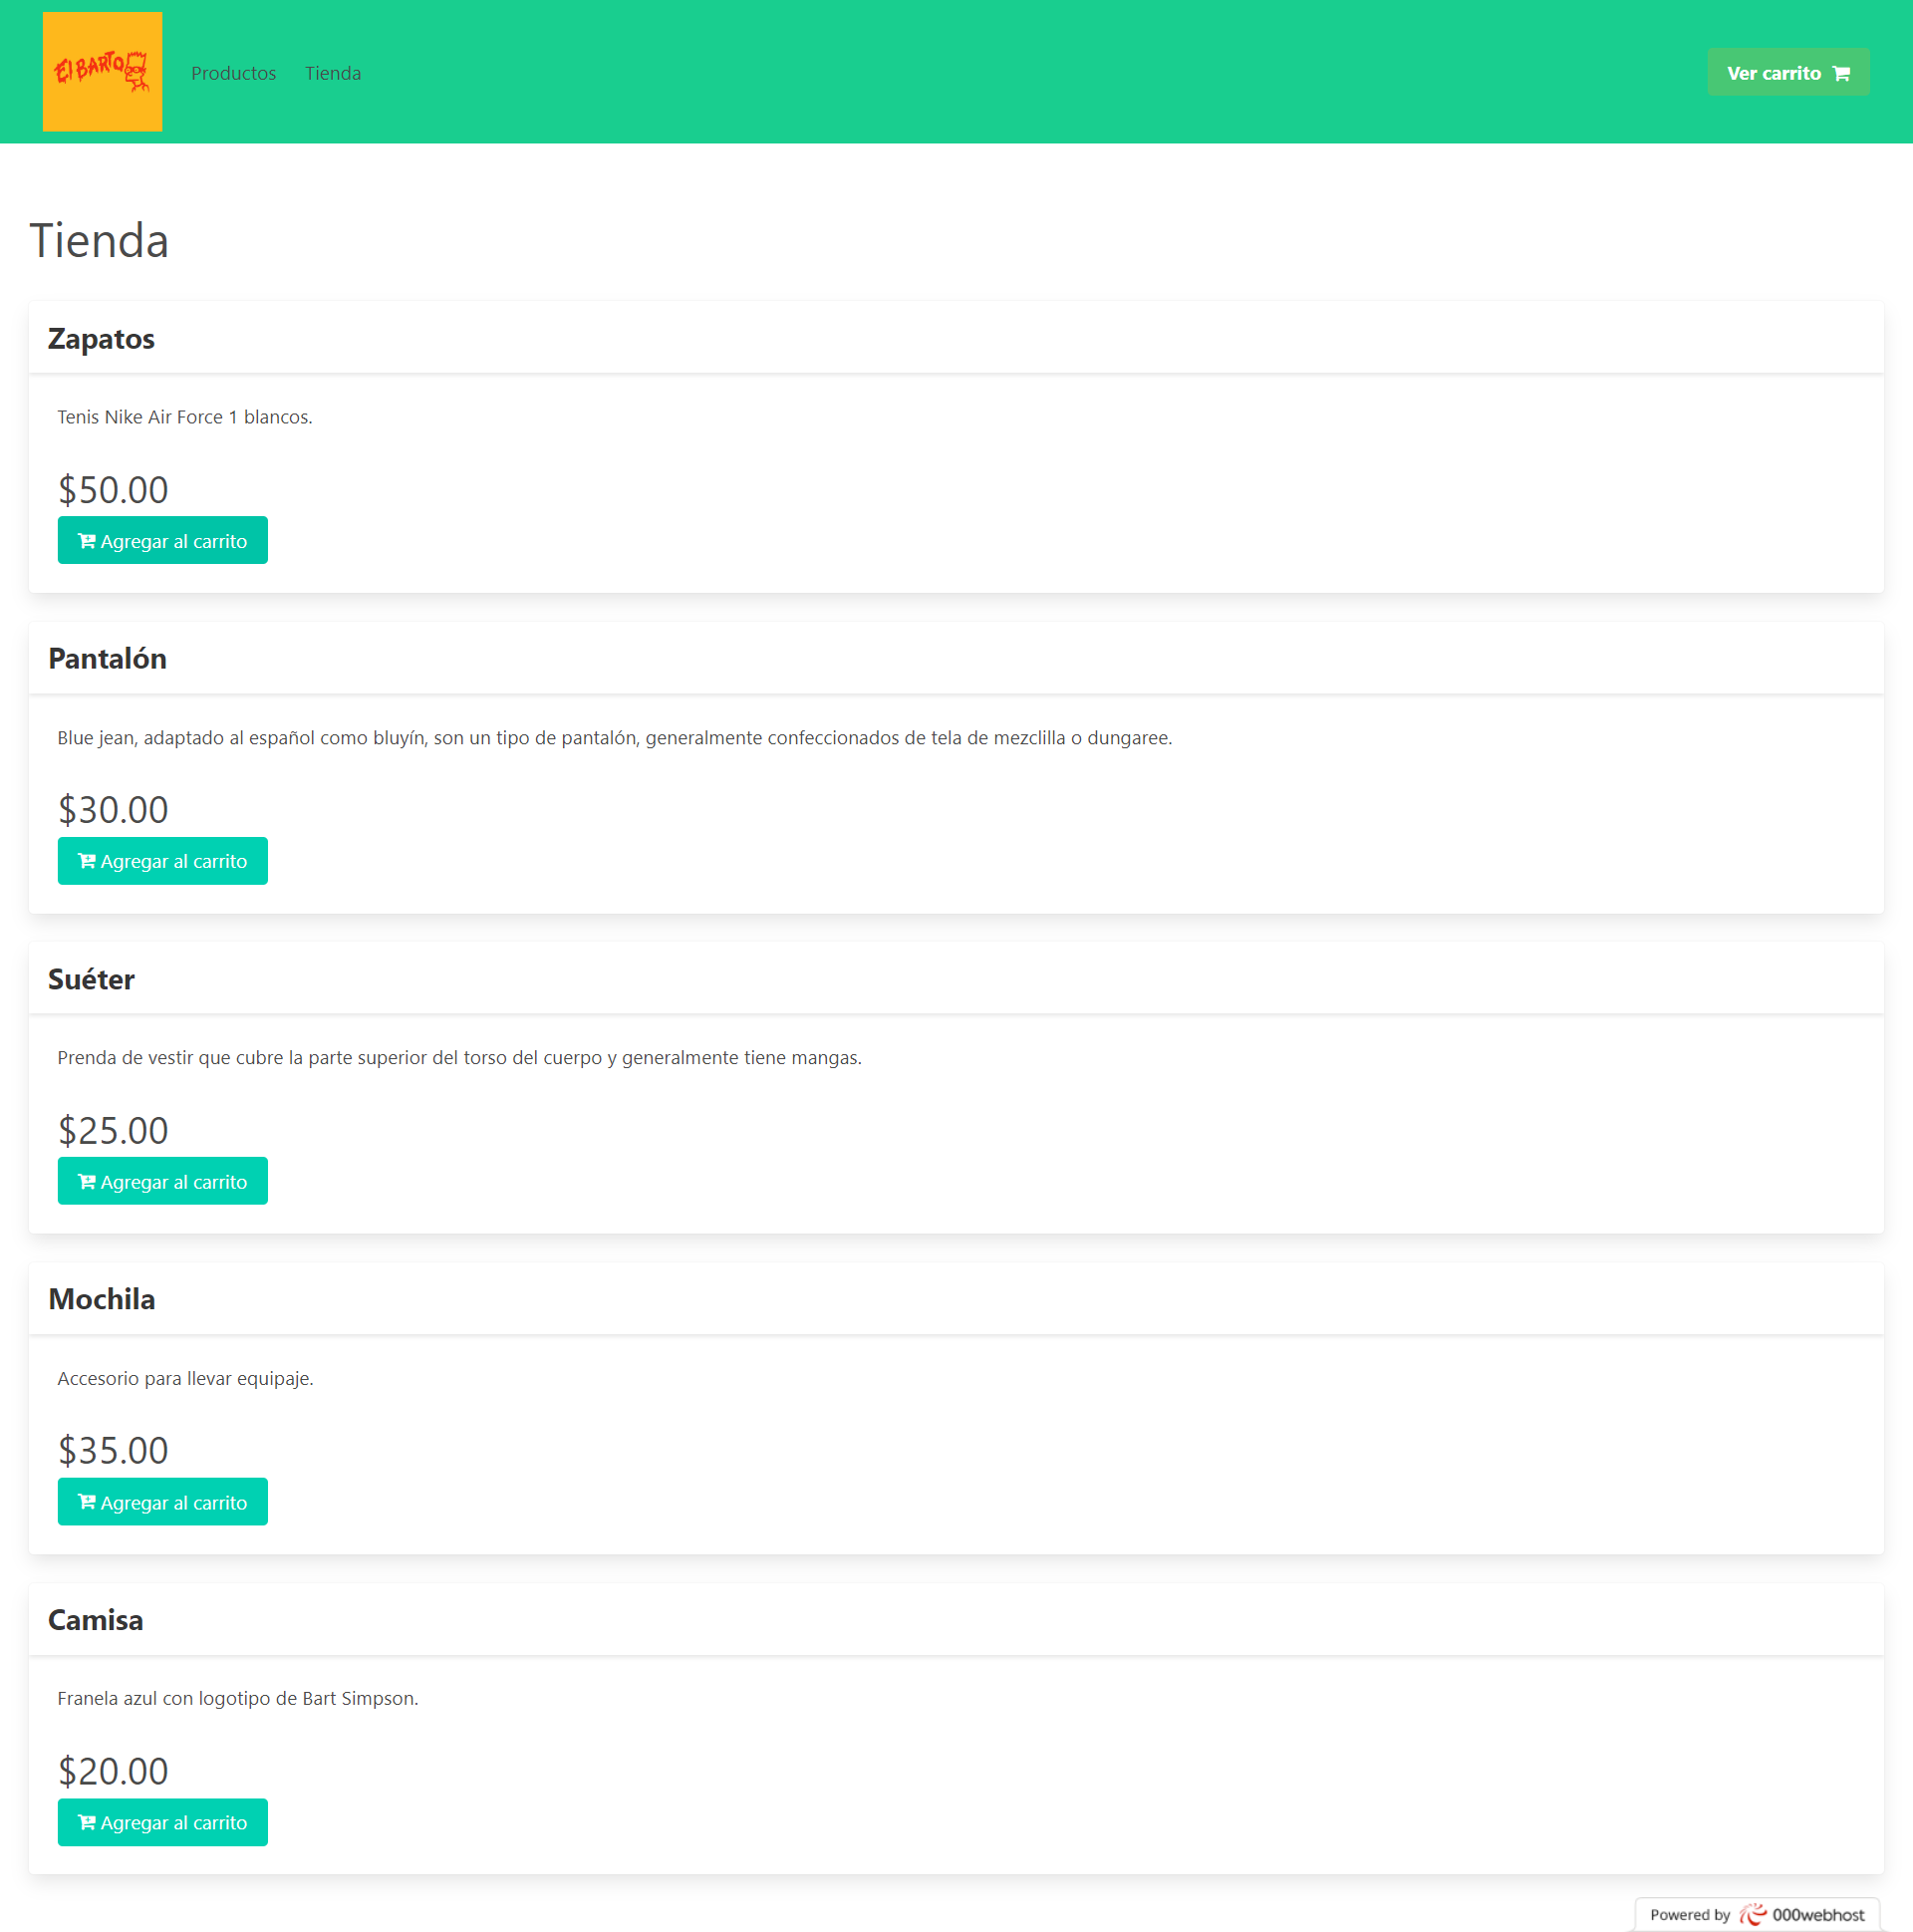 El BARTO
Productos
Tienda
Ver carrito
Tienda
Zapatos
Tenis Nike Air Force 1 blancos.
$50.00
Agregar al carrito
Pantalón
Blue jean, adaptado al español como bluyín, son un tipo de pantalón, generalmente confeccionados de tela de mezclilla o dungaree.
$30.00
Agregar al carrito
Suéter
Prenda de vestir que cubre la parte superior del torso del cuerpo y generalmente tiene mangas.
$25.00
Agregar al carrito
Mochila
Accesorio para llevar equipaje.
$35.00
Agregar al carrito
Camisa
Franela azul con logotipo de Bart Simpson.
$20.00
Agregar al carrito
Powered by 000webhost